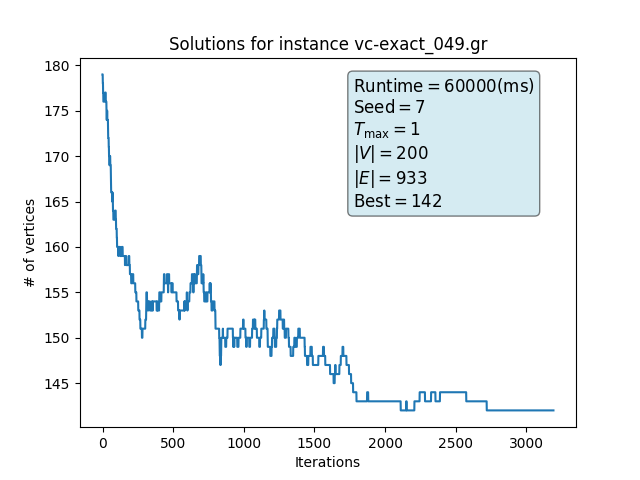 Solutions for instance vc-exact_049.gr
180
175
170
165
160
155
150
145
# of vertices
Runtime = 60000(ms)
Seed = 7
T_max = 1
|V| = 200
|E| = 933
Best = 142
0 500 1000 1500 2000 2500 3000
Iterations